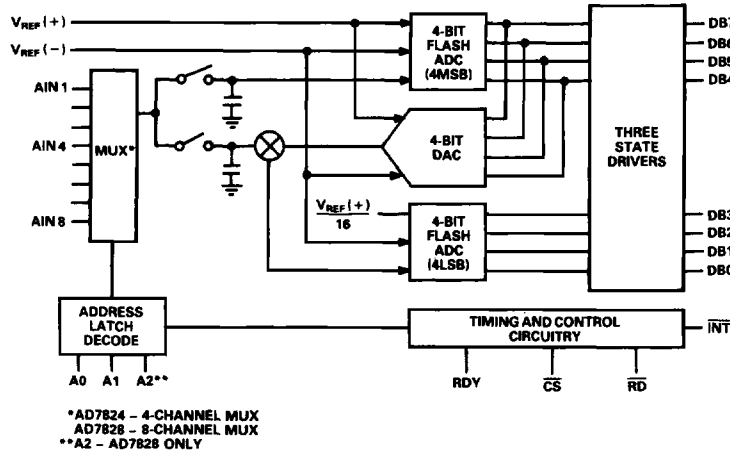 VREF(+)
VREF(−)
4-BIT
FLASH
ADC
(4MSB)
DB7
DB6
DB5
DB4
AIN 1
AIN 4
AIN 8
MUX*
4-BIT
DAC
THREE
STATE
DRIVERS
VREF(+)
16
4-BIT
FLASH
ADC
(4LSB)
DB3
DB2
DB1
DB0
ADDRESS
LATCH
DECODE
TIMING AND CONTROL
CIRCUITRY
INT
A0 A1 A2**
RDY CS RD
*AD7824 – 4-CHANNEL MUX
AD7828 – 8-CHANNEL MUX
**A2 – AD7828 ONLY